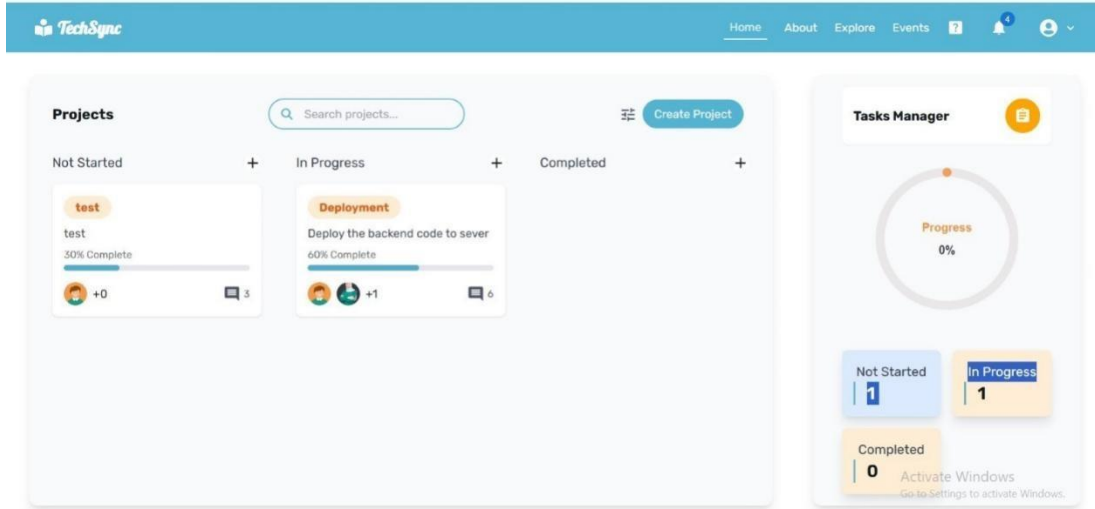 TechSync
Home About Explore Events ? 4
Projects
Search projects...
Create Project
Not Started +
In Progress +
Completed +
test
test
30% Complete
+0 3
Deployment
Deploy the backend code to sever
60% Complete
+1 6
Tasks Manager
Progress
0%
Not Started
1
In Progress
1
Completed
0
Activate Windows
Go to Settings to activate Windows.